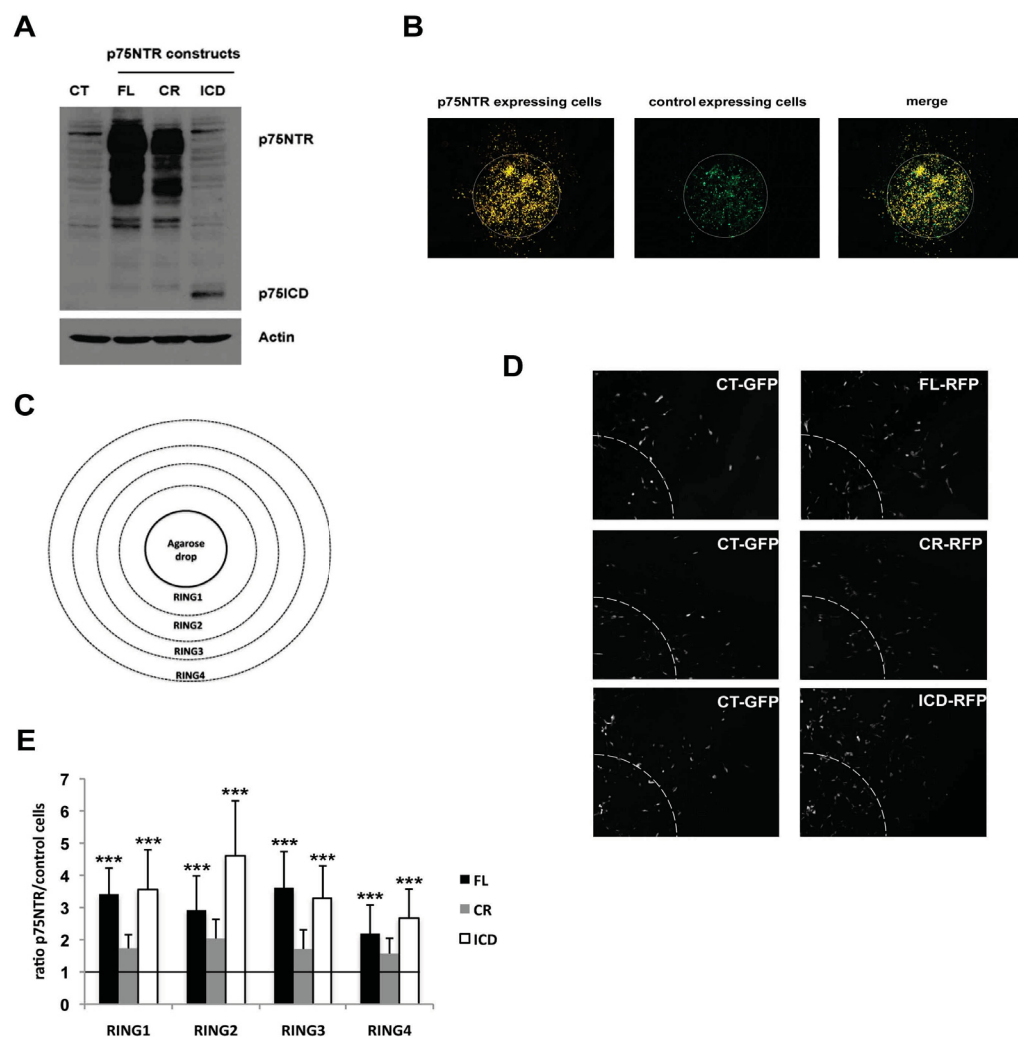 A
p75NTR constructs
CT FL CR ICD
p75NTR
p75ICD
Actin
B
p75NTR expressing cells control expressing cells merge
C
Agarose
drop
RING1
RING2
RING3
RING4
D
CT-GFP FL-RFP
CT-GFP CR-RFP
CT-GFP ICD-RFP
E
ratio p75NTR/control cells
7
6
5
4
3
2
1
0
*** *** *** *** *** *** *** ***
RING1 RING2 RING3 RING4
FL
CR
ICD